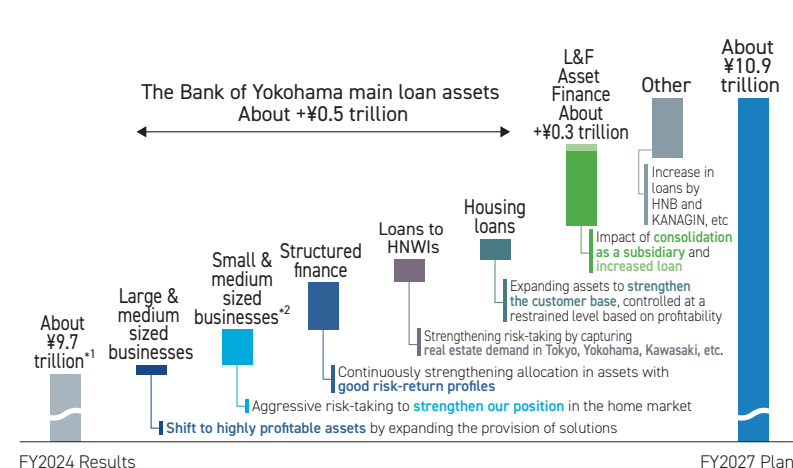 The Bank of Yokohama main loan assets
About +¥0.5 trillion
About
¥9.7
trillion*1
Large &
medium
sized
businesses
Small &
medium
sized
businesses*2
Structured
finance
Loans to
HNWIs
Housing
loans
L&F
Asset
Finance
About
+¥0.3 trillion
Other
About
¥10.9
trillion
Increase in
loans by
HNB and
KANAGIN, etc
Impact of consolidation
as a subsidiary and
increased loan
Expanding assets to strengthen
the customer base, controlled at a
restrained level based on profitability
Strengthening risk-taking by capturing
real estate demand in Tokyo, Yokohama, Kawasaki, etc.
Continuously strengthening allocation in assets with
good risk-return profiles
Aggressive risk-taking to strengthen our position in the home market
Shift to highly profitable assets by expanding the provision of solutions
FY2024 Results
FY2027 Plan